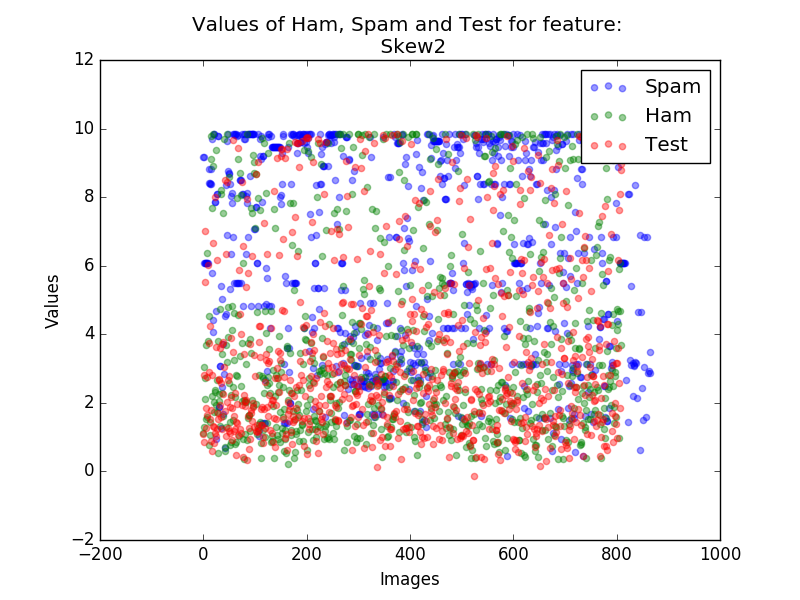 Values of Ham, Spam and Test for feature:
Skew2
Spam
Ham
Test
12
10
8
6
4
2
0
−2
Values
−200
0
200
400
600
800
1000
Images